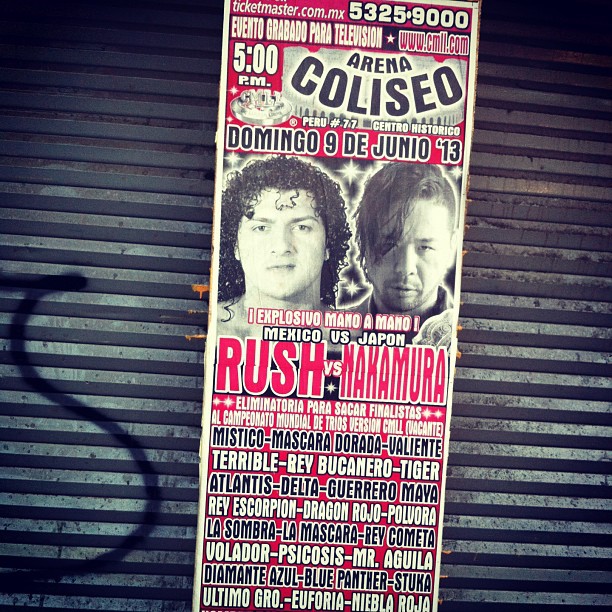 ticketmaster.com.mx 5325•9000
EVENTO GRABADO PARA TELEVISION ★ www.cmll.com
5:00
P.M.
ARENA
COLISEO
CMLL
® PERU # 77 CENTRO HISTORICO
DOMINGO 9 DE JUNIO '13
¡ EXPLOSIVO MANO A MANO !
MEXICO VS JAPON
RUSH VS NAKAMURA
ELIMINATORIA PARA SACAR FINALISTAS
AL CAMPEONATO MUNDIAL DE TRIOS VERSION CMLL (VACANTE)
MISTICO-MASCARA DORADA-VALIENTE
TERRIBLE-REY BUCANERO-TIGER
ATLANTIS-DELTA-GUERRERO MAYA
REY ESCORPION-DRAGON ROJO-POLVORA
LA SOMBRA-LA MASCARA-REY COMETA
VOLADOR-PSICOSIS-MR. AGUILA
DIAMANTE AZUL-BLUE PANTHER-STUKA
ULTIMO GRO.-EUFORIA-NIEBLA ROJA